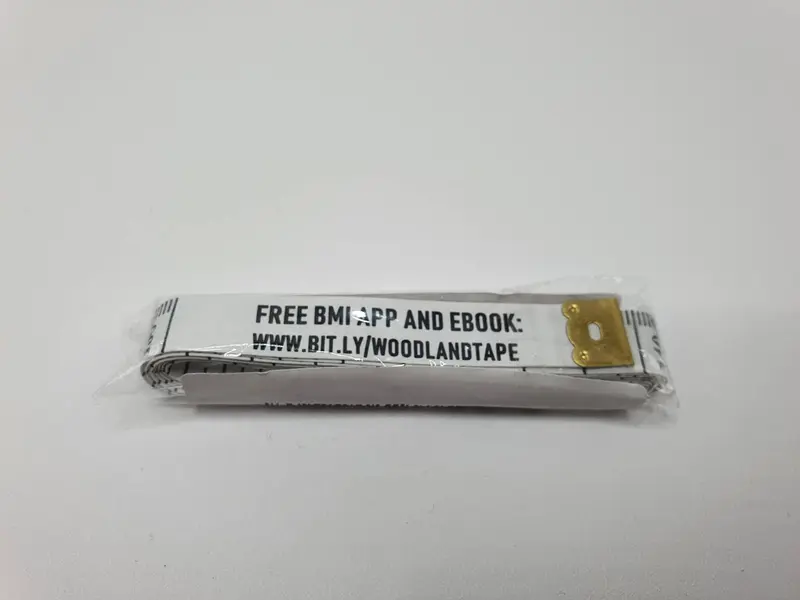 FREE BMI APP AND EBOOK:
WWW.BIT.LY/WOODLANDTAPE